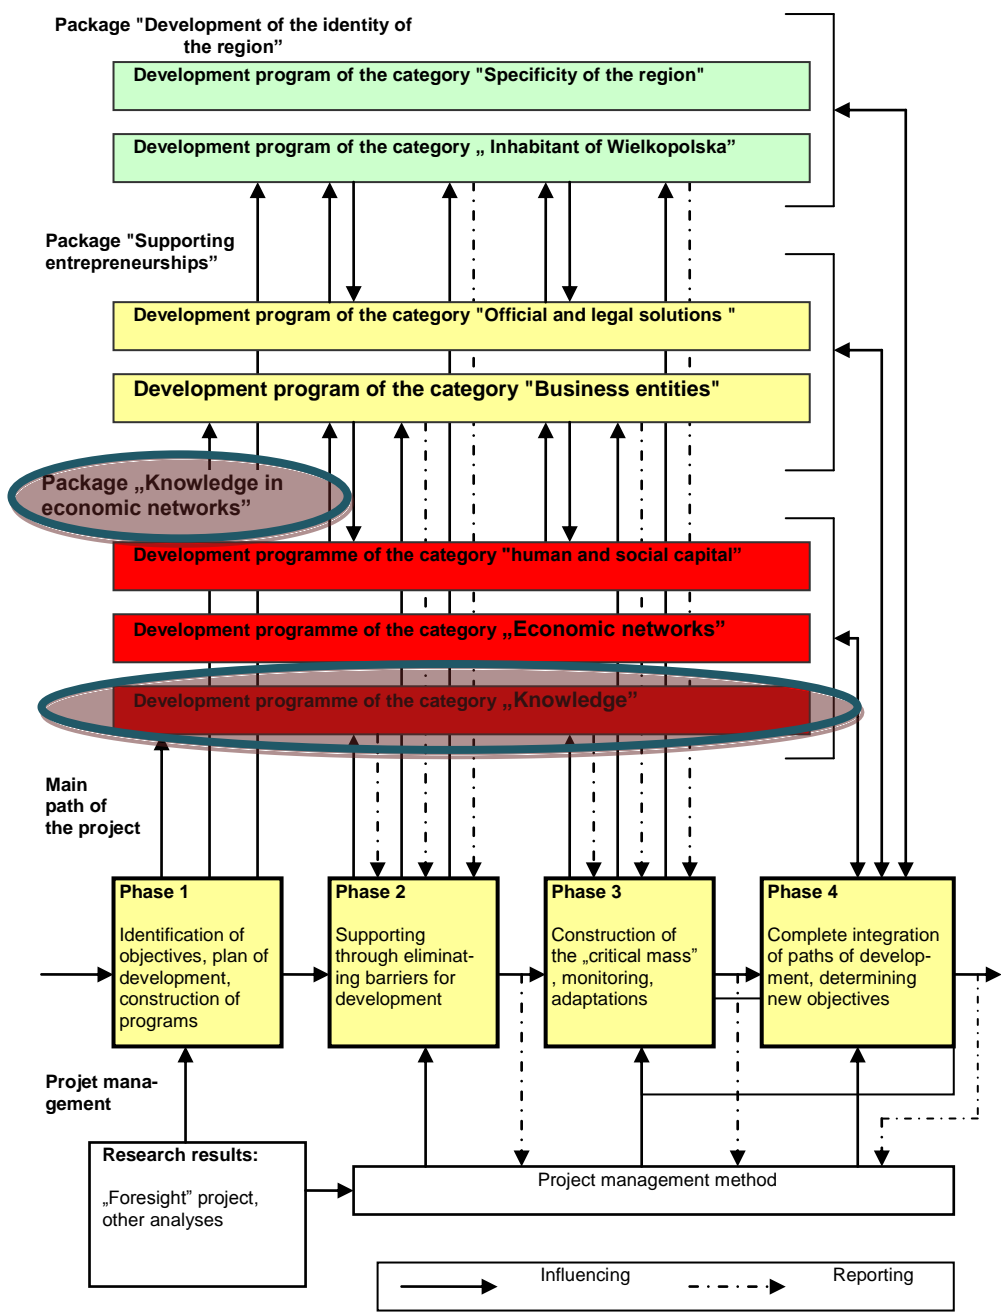 Package "Development of the identity of
the region”
Development program of the category "Specificity of the region"
Development program of the category „ Inhabitant of Wielkopolska”
Package "Supporting
entrepreneurships”
Development program of the category "Official and legal solutions "
Development program of the category "Business entities"
Package „Knowledge in
economic networks”
Development programme of the category "human and social capital”
Development programme of the category „Economic networks”
Development programme of the category „Knowledge”
Main
path of
the project
Phase 1
Identification of
objectives, plan of
development,
construction of
programs
Phase 2
Supporting
through eliminat-
ing barriers for
development
Phase 3
Construction of
the „critical mass”
, monitoring,
adaptations
Phase 4
Complete integration
of paths of develop-
ment, determining
new objectives
Projet mana-
gement
Research results:
„Foresight” project,
other analyses
Project management method
Influencing
Reporting